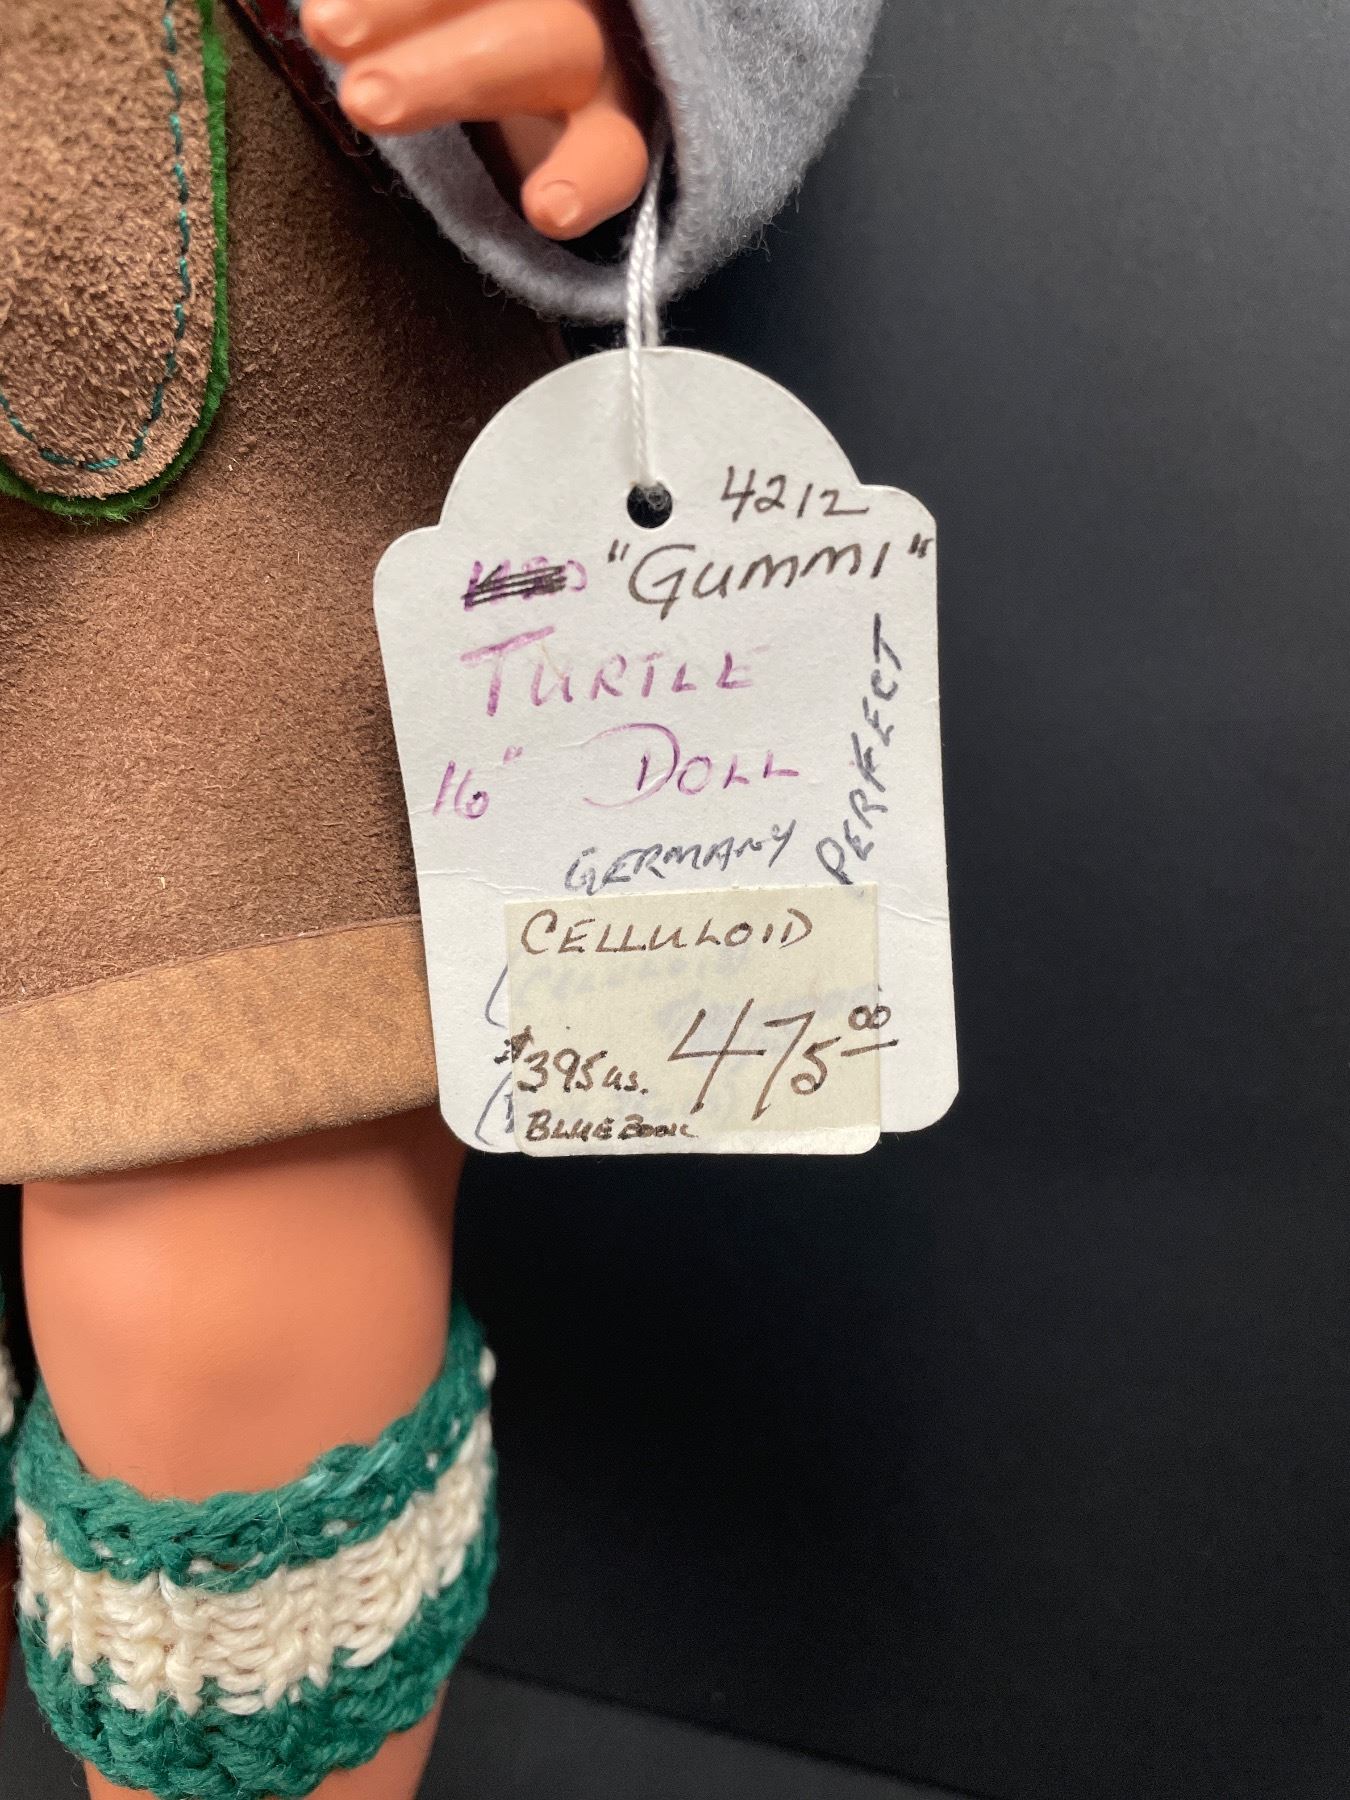 4212
"GUMMI"
TURTLE
16" DOLL
GERMANY
PERFECT
CELLULOID
$395 US. 475 00
BLUE BOOK